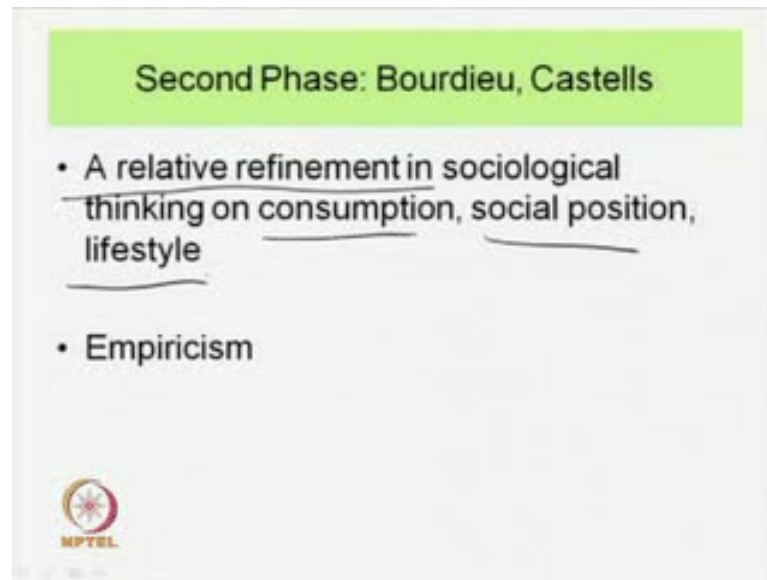 Second Phase: Bourdieu, Castells
• A relative refinement in sociological
thinking on consumption, social position,
lifestyle
• Empiricism
NPTEL